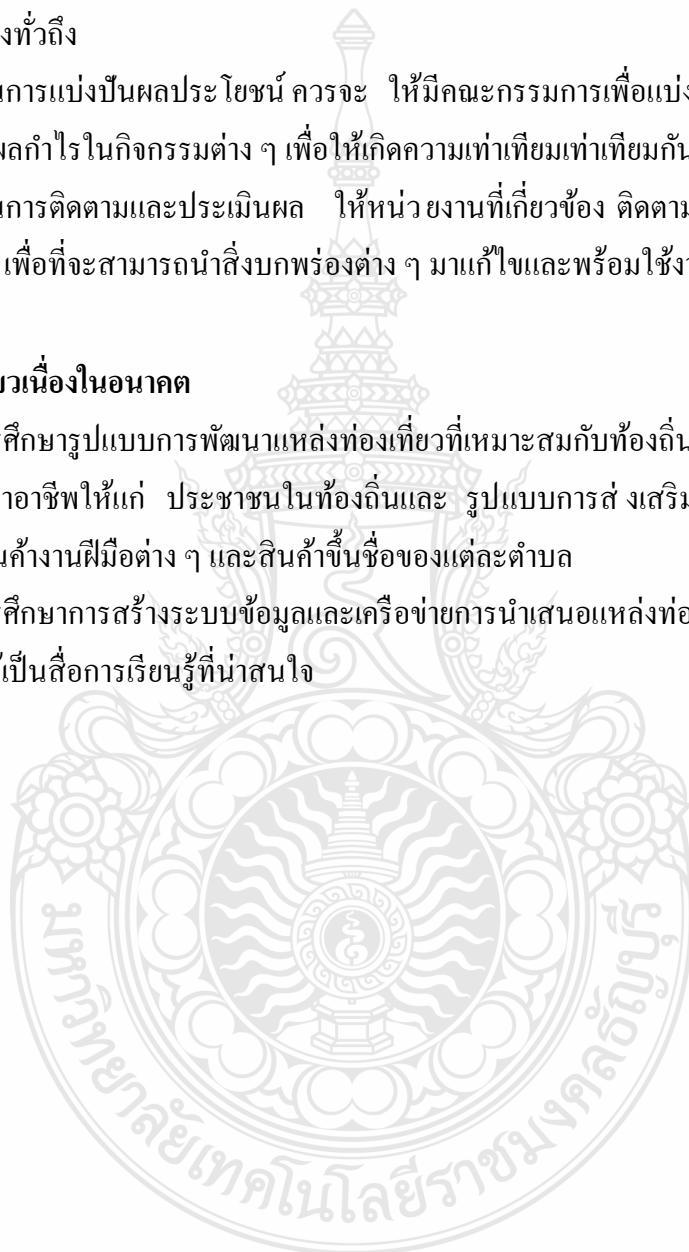 งทั่วถึง
นการแบ่งปันผลประโยชน์ ควรจะ ให้มีคณะกรรมการเพื่อแบ่ง
ผลกำไรในกิจกรรมต่าง ๆ เพื่อให้เกิดความเท่าเทียมเท่าเทียมกัน
นการติดตามและประเมินผล ให้หน่ว ยงานที่เกี่ยวข้อง ติดตาม
เพื่อที่จะสามารถนำสิ่งบกพร่องต่าง ๆ มาแก้ไขและพร้อมใช้งา
ยวเนื่องในอนาคต
รศึกษารูปแบบการพัฒนาแหล่งท่องเที่ยวที่เหมาะสมกับท้องถิ่น
าอาชีพให้แก่ ประชาชนในท้องถิ่นและ รูปแบบการส่ งเสริม
นค้างานฝีมือต่าง ๆ และสินค้าขึ้นชื่อของแต่ละตำบล
รศึกษาการสร้างระบบข้อมูลและเครือข่ายการนำเสนอแหล่งท่อ
ห้เป็นสื่อการเรียนรู้ที่น่าสนใจ
มหาวิทยาลัยเทคโนโลยีราชมงคลธัญบุรี